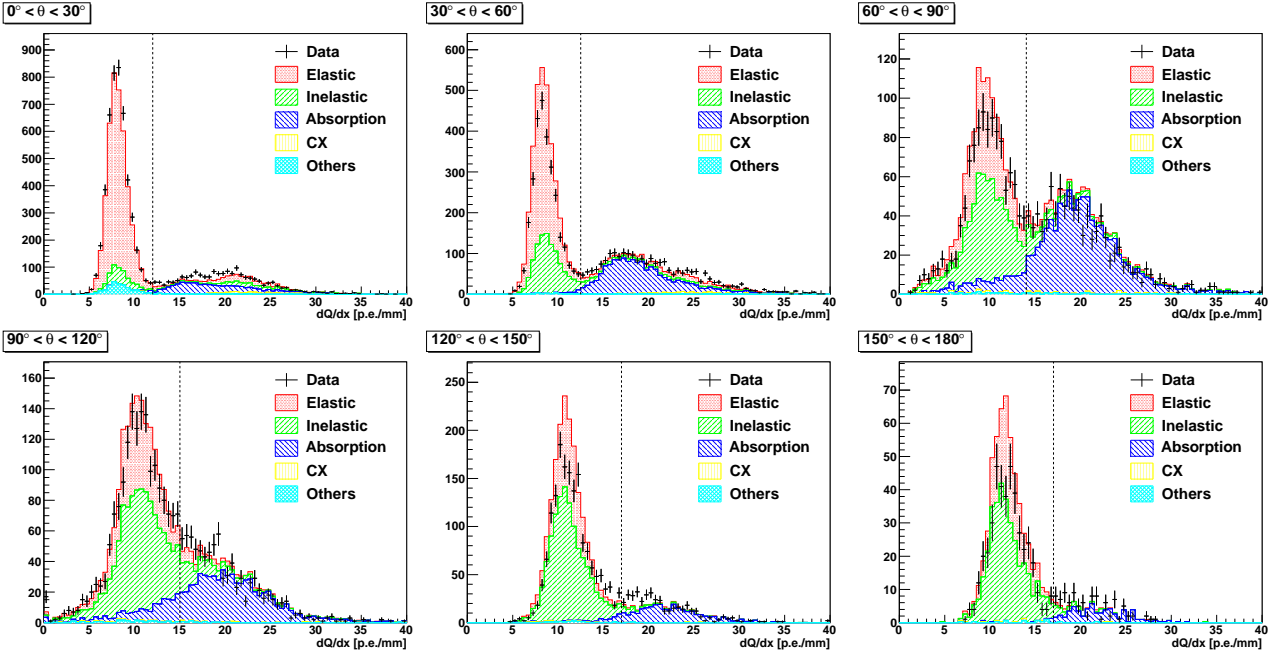 0° < θ < 30°
900
800
700
600
500
400
300
200
100
0
0 5 10 15 20 25 30 35 40
dQ/dx [p.e./mm]
Data
Elastic
Inelastic
Absorption
CX
Others
30° < θ < 60°
600
500
400
300
200
100
0
0 5 10 15 20 25 30 35 40
dQ/dx [p.e./mm]
Data
Elastic
Inelastic
Absorption
CX
Others
60° < θ < 90°
120
100
80
60
40
20
0
0 5 10 15 20 25 30 35 40
dQ/dx [p.e./mm]
Data
Elastic
Inelastic
Absorption
CX
Others
90° < θ < 120°
160
140
120
100
80
60
40
20
0
0 5 10 15 20 25 30 35 40
dQ/dx [p.e./mm]
Data
Elastic
Inelastic
Absorption
CX
Others
120° < θ < 150°
250
200
150
100
50
0
0 5 10 15 20 25 30 35 40
dQ/dx [p.e./mm]
Data
Elastic
Inelastic
Absorption
CX
Others
150° < θ < 180°
70
60
50
40
30
20
10
0
0 5 10 15 20 25 30 35 40
dQ/dx [p.e./mm]
Data
Elastic
Inelastic
Absorption
CX
Others